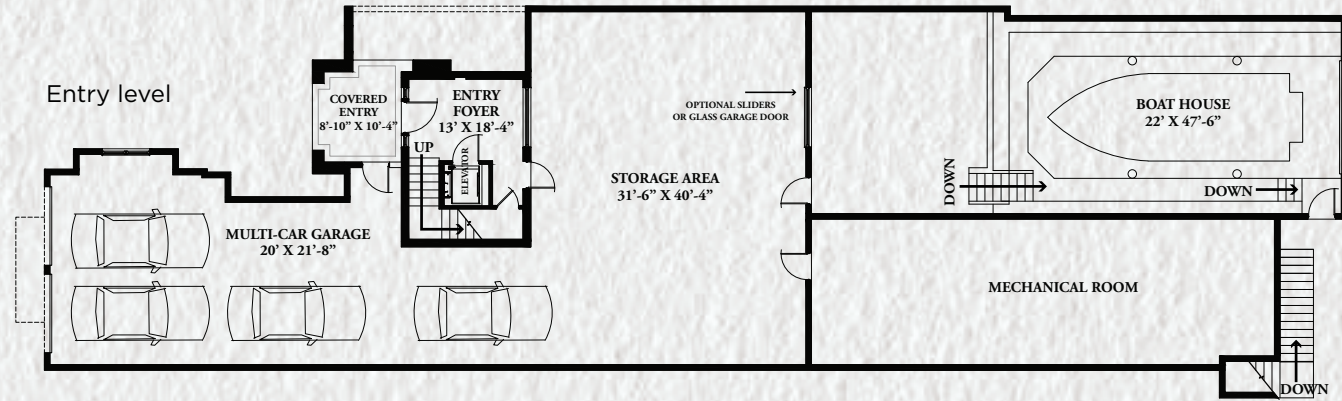 Entry level
COVERED
ENTRY
8’-10” X 10’-4”
ENTRY
FOYER
13’ X 18’-4”
UP
ELEVATOR
MULTI-CAR GARAGE
20’ X 21’-8”
STORAGE AREA
31’-6” X 40’-4”
OPTIONAL SLIDERS
OR GLASS GARAGE DOOR
BOAT HOUSE
22’ X 47’-6”
DOWN
DOWN
MECHANICAL ROOM
DOWN